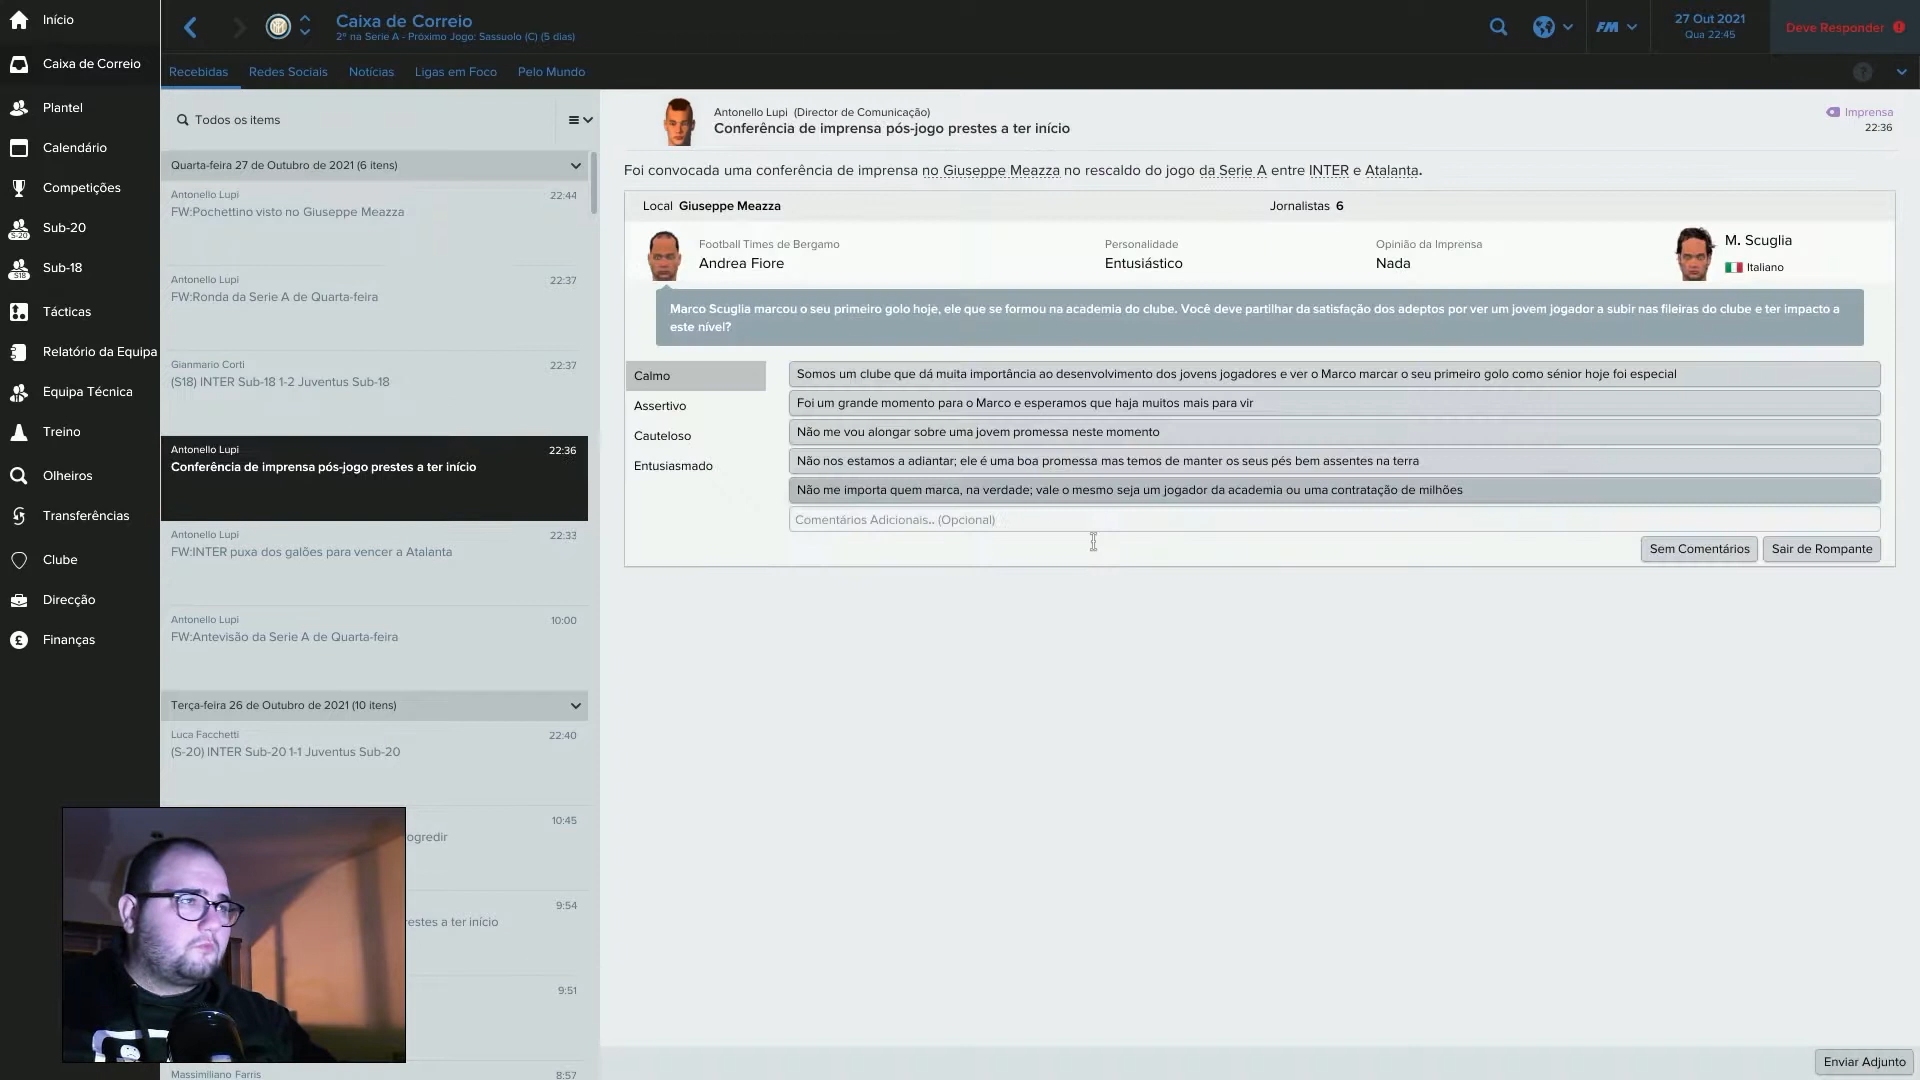 Início
Caixa de Correio
Plantel
Calendário
Competições
Sub-20
Sub-18
Tácticas
Relatório da Equipa
Equipa Técnica
Treino
Olheiros
Transferências
Clube
Direcção
Finanças
Caixa de Correio
2º na Serie A - Próximo Jogo: Sassuolo (C) (5 dias)
FM
27 Out 2021
Qua 22:45
Deve Responder
Recebidas
Redes Sociais
Notícias
Ligas em Foco
Pelo Mundo
Todos os items
Quarta-feira 27 de Outubro de 2021 (6 itens)
Antonello Lupi 22:44
FW:Pochettino visto no Giuseppe Meazza
Antonello Lupi 22:37
FW:Ronda da Serie A de Quarta-feira
Gianmario Corti 22:37
(S18) INTER Sub-18 1-2 Juventus Sub-18
Antonello Lupi 22:36
Conferência de imprensa pós-jogo prestes a ter início
Antonello Lupi 22:33
FW:INTER puxa dos galões para vencer a Atalanta
Antonello Lupi 10:00
FW:Antevisão da Serie A de Quarta-feira
Terça-feira 26 de Outubro de 2021 (10 itens)
Luca Facchetti 22:40
(S-20) INTER Sub-20 1-1 Juventus Sub-20
10:45
ogredir
9:54
restes a ter início
9:51
Massimiliano Farris 8:57
Antonello Lupi (Director de Comunicação)
Conferência de imprensa pós-jogo prestes a ter início
Imprensa
22:36
Foi convocada uma conferência de imprensa no Giuseppe Meazza no rescaldo do jogo da Serie A entre INTER e Atalanta.
Local Giuseppe Meazza
Jornalistas 6
Football Times de Bergamo
Andrea Fiore
Personalidade
Entusiástico
Opinião da Imprensa
Nada
M. Scuglia
Italiano
Marco Scuglia marcou o seu primeiro golo hoje, ele que se formou na academia do clube. Você deve partilhar da satisfação dos adeptos por ver um jovem jogador a subir nas fileiras do clube e ter impacto a
este nível?
Calmo
Assertivo
Cauteloso
Entusiasmado
Somos um clube que dá muita importância ao desenvolvimento dos jovens jogadores e ver o Marco marcar o seu primeiro golo como sénior hoje foi especial
Foi um grande momento para o Marco e esperamos que haja muitos mais para vir
Não me vou alongar sobre uma jovem promessa neste momento
Não nos estamos a adiantar; ele é uma boa promessa mas temos de manter os seus pés bem assentes na terra
Não me importa quem marca, na verdade; vale o mesmo seja um jogador da academia ou uma contratação de milhões
Comentários Adicionais.. (Opcional)
Sem Comentários
Sair de Rompante
Enviar Adjunto